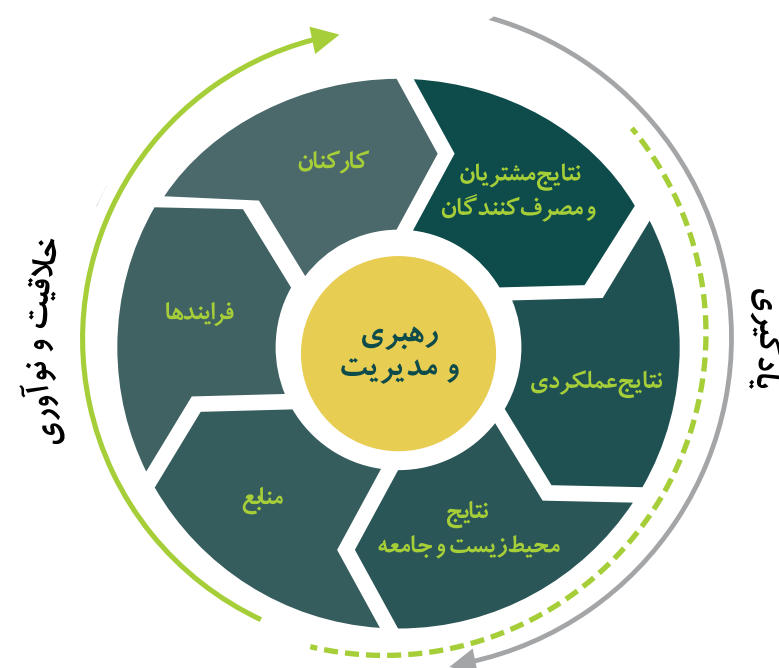 کارکنان
نتایج مشتریان
و مصرف کنندگان
فرایندها
رهبری
و مدیریت
نتایج عملکردی
منابع
نتایج
محیط زیست و جامعه
خلاقیت و نوآوری
یادگیری